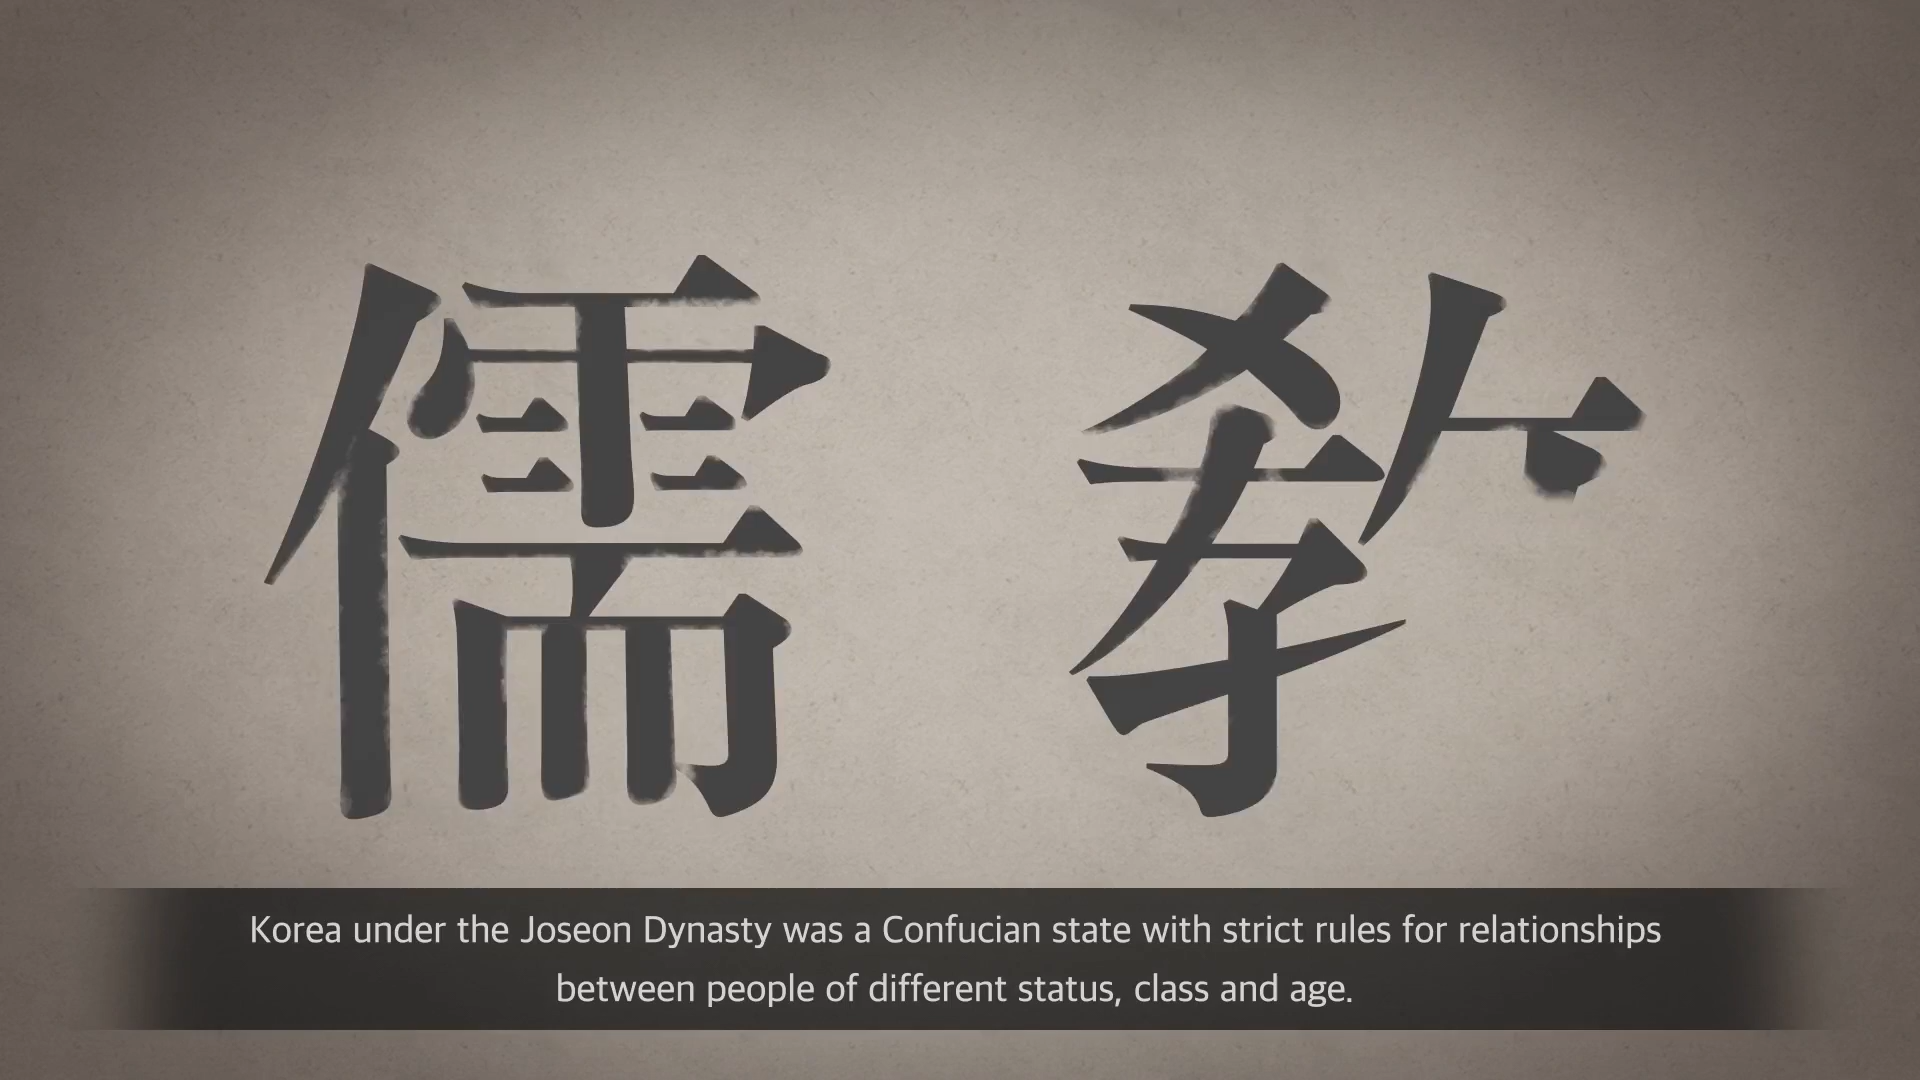 儒敎
Korea under the Joseon Dynasty was a Confucian state with strict rules for relationships
between people of different status, class and age.